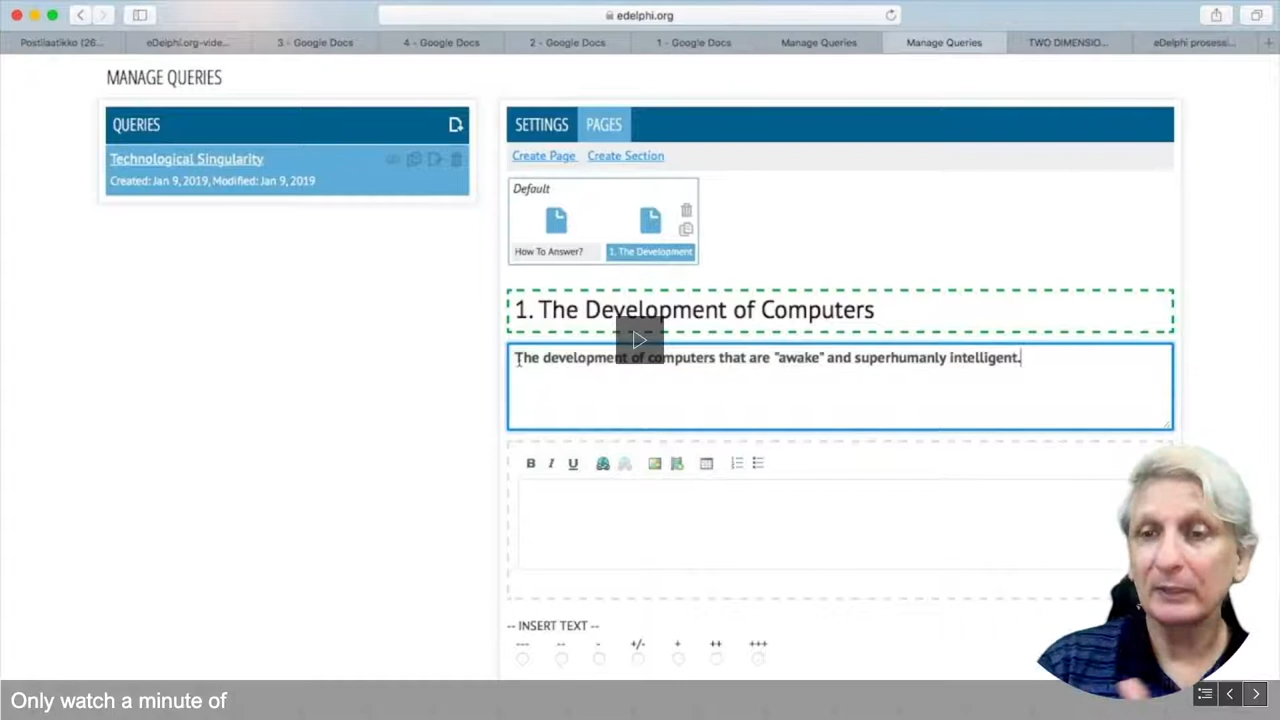 edelphi.org
Postilaatikko (26...
eDelphi.org-vide...
3 - Google Docs
4 - Google Docs
2 - Google Docs
1 - Google Docs
Manage Queries
Manage Queries
TWO DIMENSIO...
eDelphi prosessi...
MANAGE QUERIES
QUERIES
Technological Singularity
Created: Jan 9, 2019, Modified: Jan 9, 2019
SETTINGS PAGES
Create Page Create Section
Default
How To Answer? 1. The Development
1. The Development of Computers
The development of computers that are "awake" and superhumanly intelligent.
B I U
-- INSERT TEXT --
--- -- - +/- + ++ +++
Only watch a minute of